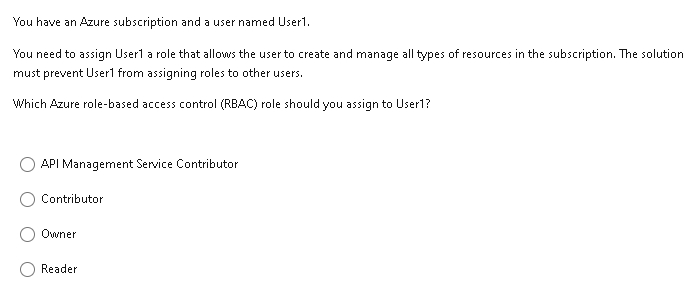 You have an Azure subscription and a user named User1.
You need to assign User1 a role that allows the user to create and manage all types of resources in the subscription. The solution
must prevent User1 from assigning roles to other users.
Which Azure role-based access control (RBAC) role should you assign to User1?
API Management Service Contributor
Contributor
Owner
Reader